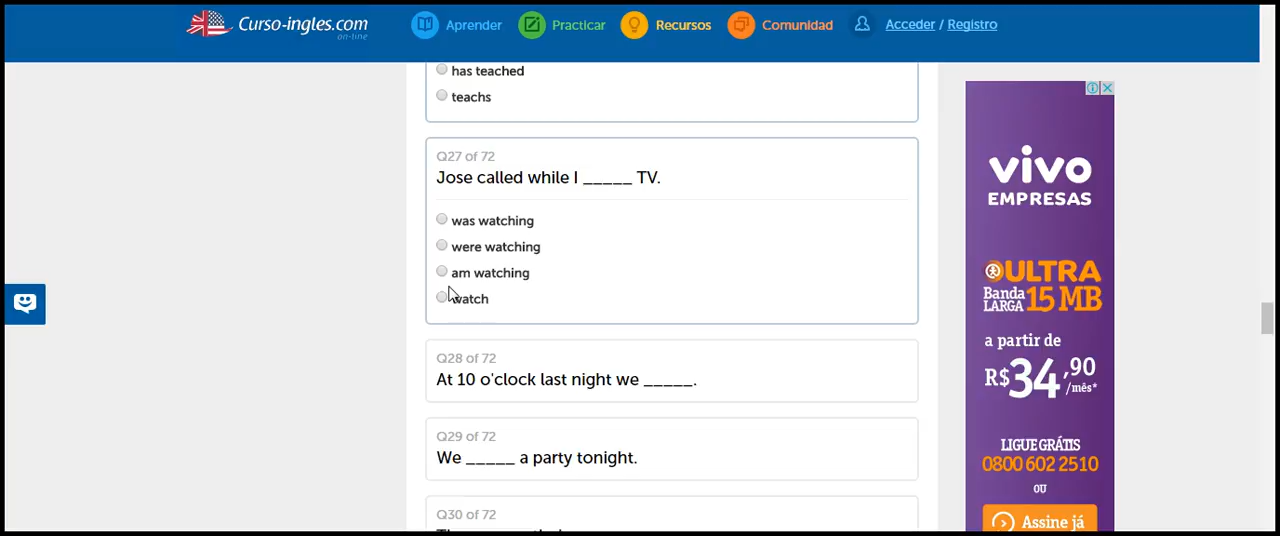 Curso-ingles.com
on-line
Aprender
Practicar
Recursos
Comunidad
Acceder / Registro
has teached
teachs
Q27 of 72
Jose called while I _____ TV.
was watching
were watching
am watching
watch
Q28 of 72
At 10 o'clock last night we _____.
Q29 of 72
We _____ a party tonight.
Q30 of 72
vivo
EMPRESAS
ULTRA
Banda
LARGA 15 MB
a partir de
R$34,90
/mês*
LIGUE GRÁTIS
0800 602 2510
OU
Assine já